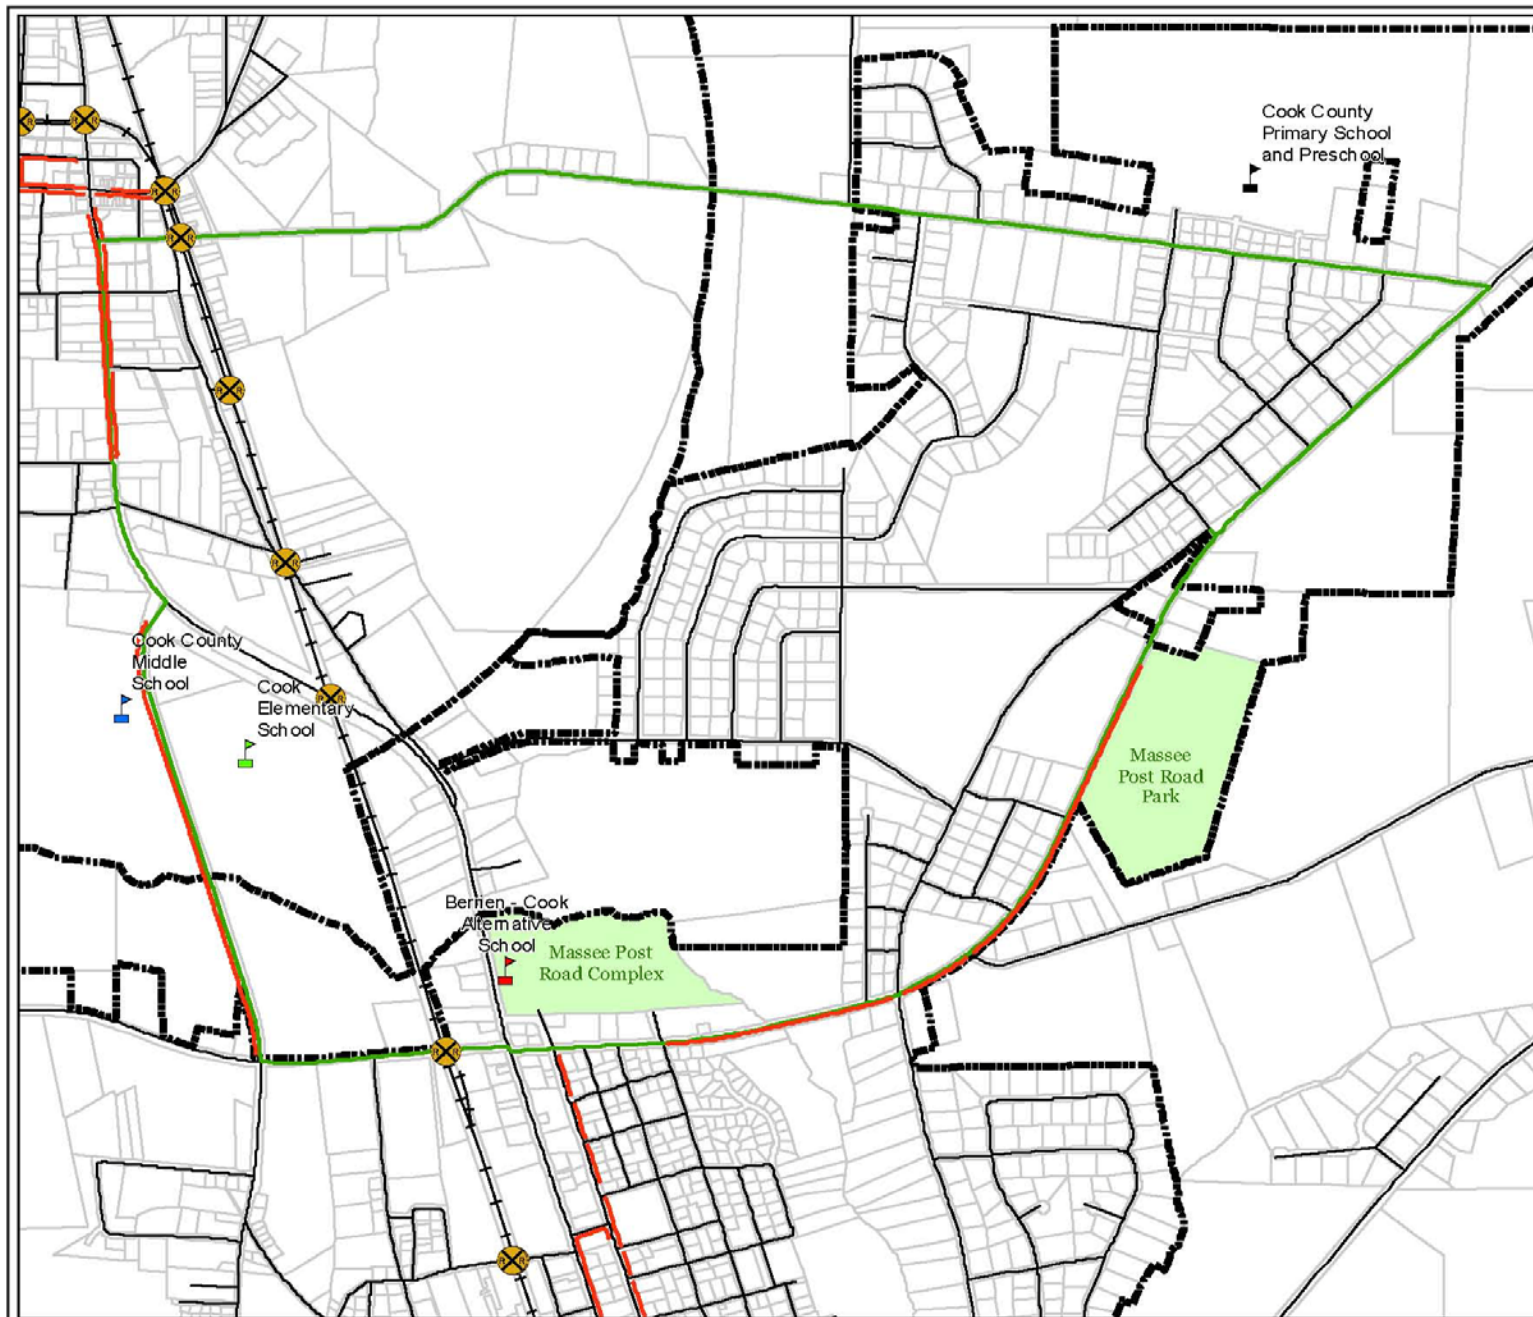 Cook County
Primary School
and Preschool
Cook County
Middle
School
Cook
Elementary
School
Massee
Post Road
Park
Berrien - Cook
Alternative
School
Massee Post
Road Complex
R R
R R
R R
R R
R R
R R
R R
R R
R